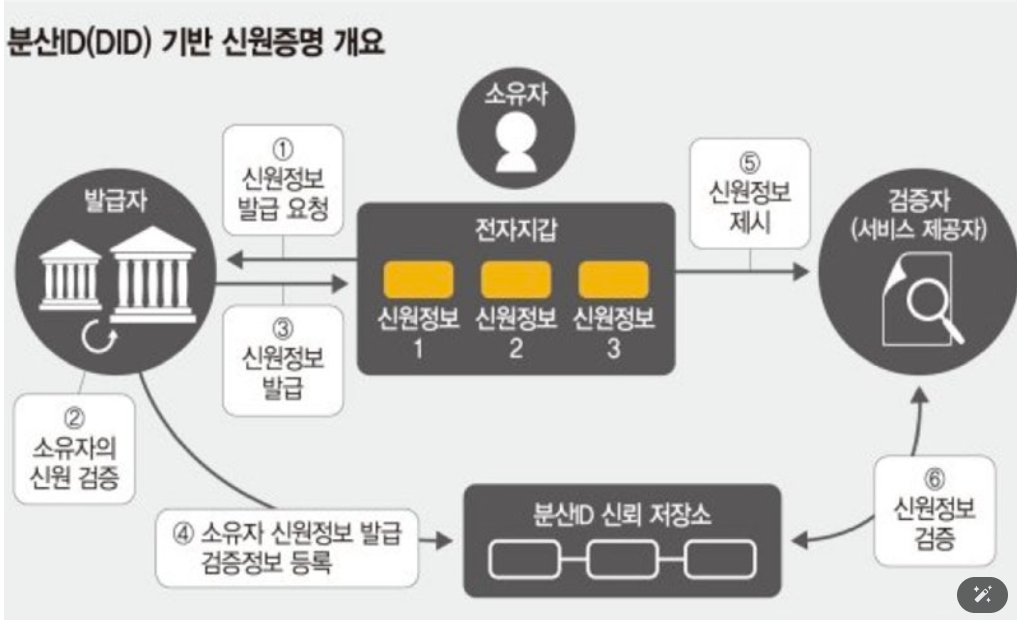 분산ID(DID) 기반 신원증명 개요
소유자
발급자
①
신원정보
발급 요청
전자지갑
신원정보
1
신원정보
2
신원정보
3
⑤
신원정보
제시
검증자
(서비스 제공자)
②
소유자의
신원 검증
③
신원정보
발급
④ 소유자 신원정보 발급
검증정보 등록
분산ID 신뢰 저장소
⑥
신원정보
검증